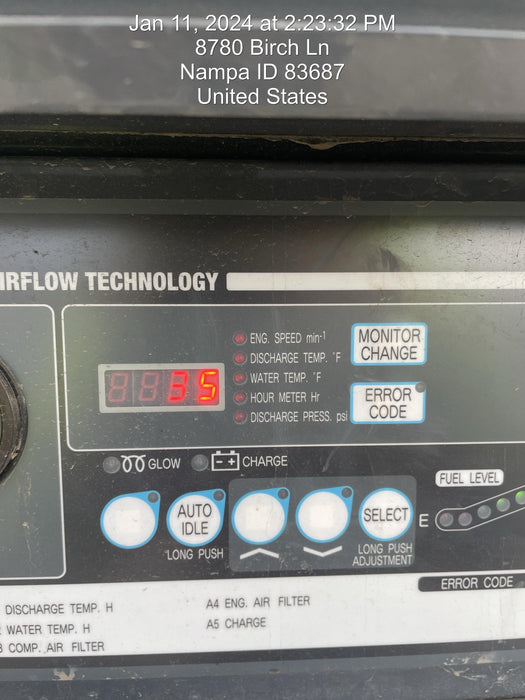 Jan 11, 2024 at 2:23:32 PM
8780 Birch Ln
Nampa ID 83687
United States
IRFLOW TECHNOLOGY
ENG. SPEED min-1
DISCHARGE TEMP. °F
WATER TEMP. °F
HOUR METER Hr
DISCHARGE PRESS. psi
MONITOR
CHANGE
ERROR
CODE
35
GLOW
CHARGE
FUEL LEVEL
AUTO
IDLE
SELECT
E
LONG PUSH
LONG PUSH
ADJUSTMENT
ERROR CODE
DISCHARGE TEMP. H
WATER TEMP. H
COMP. AIR FILTER
A4 ENG. AIR FILTER
A5 CHARGE